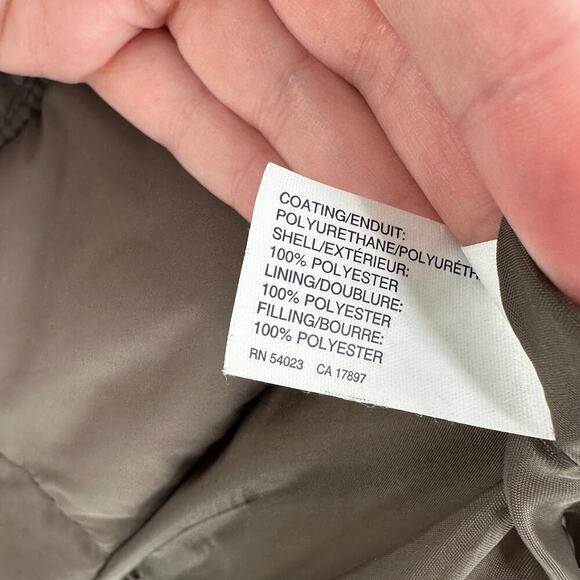 COATING/ENDUIT:
POLYURETHANE/POLYURÉTH
SHELL/EXTÉRIEUR:
100% POLYESTER
LINING/DOUBLURE:
100% POLYESTER
FILLING/BOURRE:
100% POLYESTER
RN 54023 CA 17897